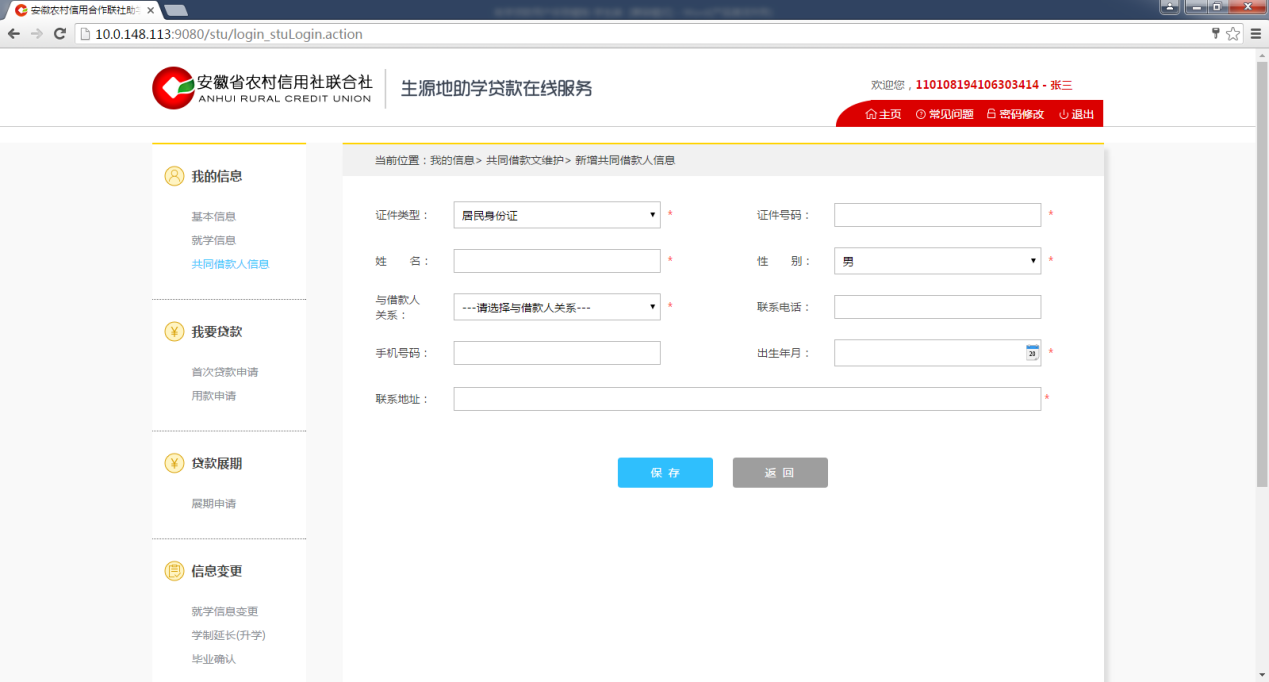 安徽农村信用合作联社助
10.0.148.113:9080/stu/login_stuLogin.action
安徽省农村信用社联合社
ANHUI RURAL CREDIT UNION
生源地助学贷款在线服务
欢迎您，110108194106303414 - 张三
主页 常见问题 密码修改 退出
我的信息
基本信息
就学信息
共同借款人信息
我要贷款
首次贷款申请
用款申请
贷款展期
展期申请
信息变更
就学信息变更
学制延长(升学)
毕业确认
当前位置：我的信息> 共同借款文维护> 新增共同借款人信息
证件类型： 居民身份证 * 证件号码： *
姓 名： * 性 别： 男 *
与借款人
关系： ---请选择与借款人关系--- * 联系电话：
手机号码： 出生年月： 20 *
联系地址： *
保 存 返 回